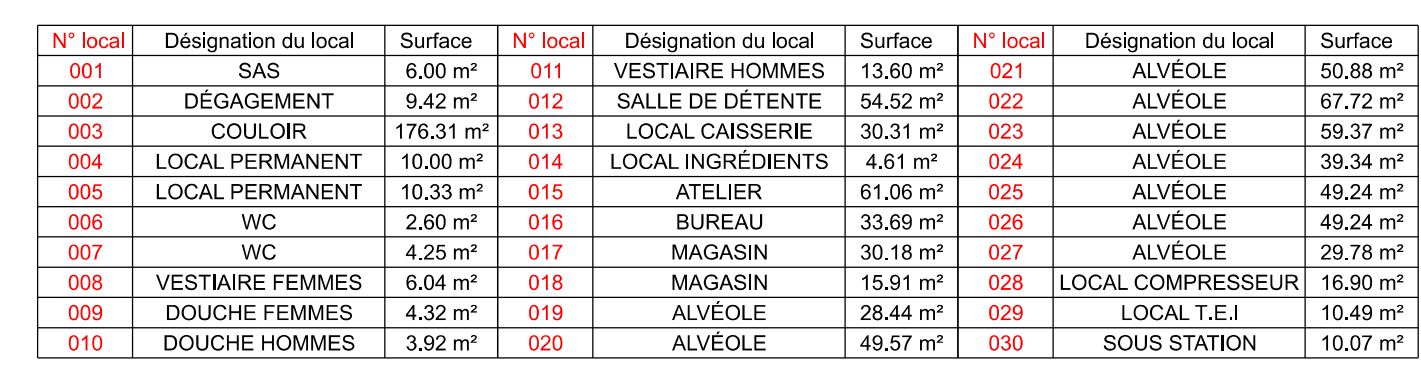 N° local Désignation du local Surface N° local Désignation du local Surface N° local Désignation du local Surface
001 SAS 6.00 m² 011 VESTIAIRE HOMMES 13.60 m² 021 ALVÉOLE 50.88 m²
002 DÉGAGEMENT 9.42 m² 012 SALLE DE DÉTENTE 54.52 m² 022 ALVÉOLE 67.72 m²
003 COULOIR 176.31 m² 013 LOCAL CAISSERIE 30.31 m² 023 ALVÉOLE 59.37 m²
004 LOCAL PERMANENT 10.00 m² 014 LOCAL INGRÉDIENTS 4.61 m² 024 ALVÉOLE 39.34 m²
005 LOCAL PERMANENT 10.33 m² 015 ATELIER 61.06 m² 025 ALVÉOLE 49.24 m²
006 WC 2.60 m² 016 BUREAU 33.69 m² 026 ALVÉOLE 49.24 m²
007 WC 4.25 m² 017 MAGASIN 30.18 m² 027 ALVÉOLE 29.78 m²
008 VESTIAIRE FEMMES 6.04 m² 018 MAGASIN 15.91 m² 028 LOCAL COMPRESSEUR 16.90 m²
009 DOUCHE FEMMES 4.32 m² 019 ALVÉOLE 28.44 m² 029 LOCAL T.E.I 10.49 m²
010 DOUCHE HOMMES 3.92 m² 020 ALVÉOLE 49.57 m² 030 SOUS STATION 10.07 m²